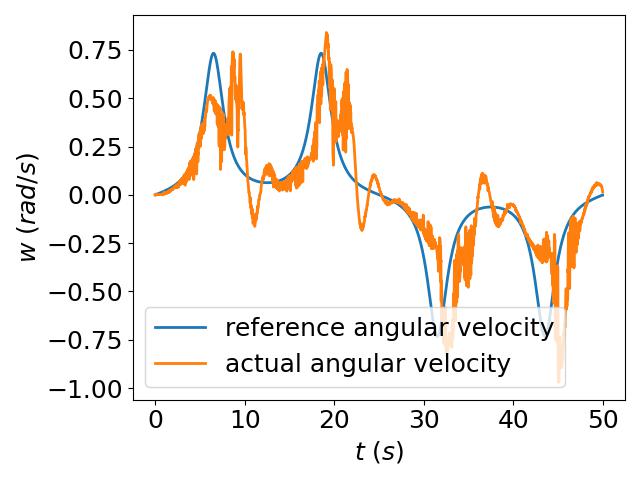 0.75
0.50
0.25
0.00
−0.25
−0.50
−0.75
−1.00
w (rad/s)
reference angular velocity
actual angular velocity
0 10 20 30 40 50
t (s)